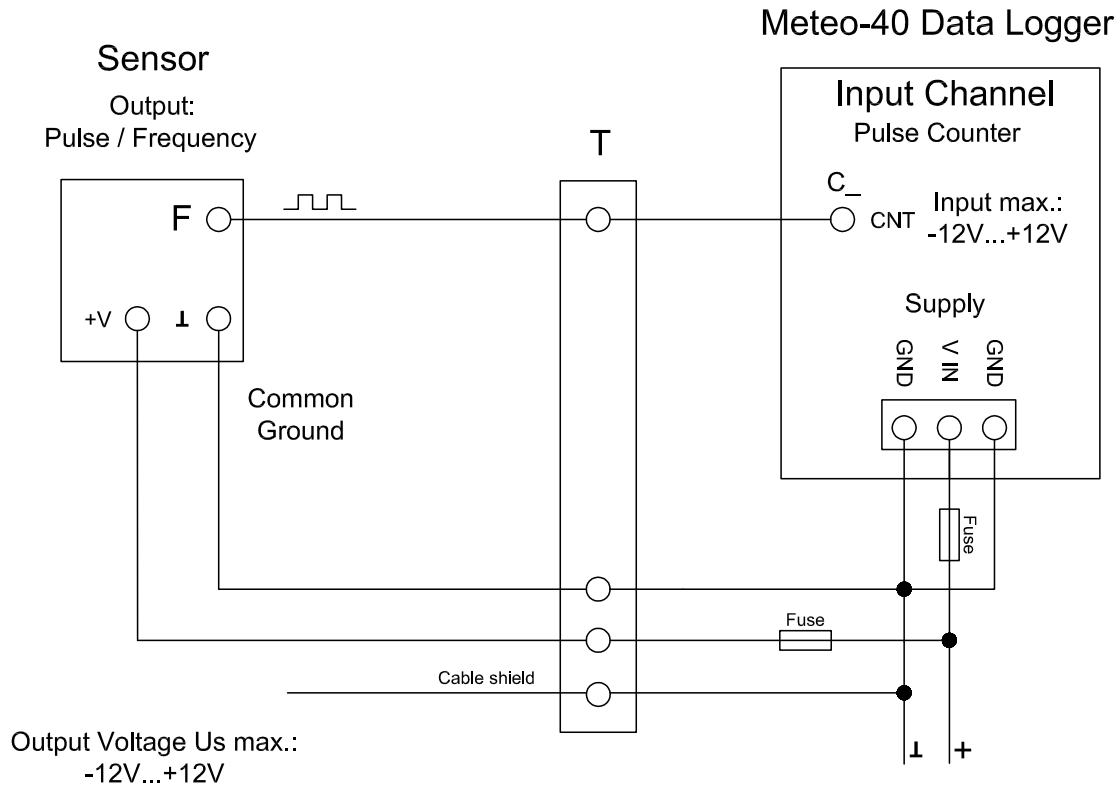 Meteo-40 Data Logger
Sensor
Output:
Pulse / Frequency
T
Input Channel
Pulse Counter
F
C_
CNT
Input max.:
-12V...+12V
+V
⊥
Supply
GND
V IN
GND
Common
Ground
Fuse
Fuse
Cable shield
Output Voltage Us max.:
-12V...+12V
⊥
+